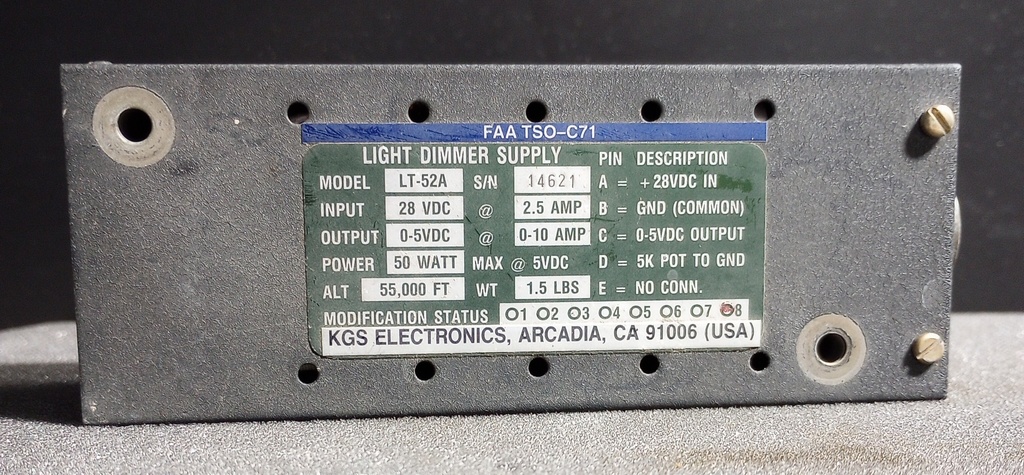 FAA TSO-C71
LIGHT DIMMER SUPPLY PIN DESCRIPTION
MODEL LT-52A S/N 14621 A = +28VDC IN
INPUT 28 VDC @ 2.5 AMP B = GND (COMMON)
OUTPUT 0-5VDC @ 0-10 AMP C = 0-5VDC OUTPUT
POWER 50 WATT MAX @ 5VDC D = 5K POT TO GND
ALT 55,000 FT WT 1.5 LBS E = NO CONN.
MODIFICATION STATUS O1 O2 O3 O4 O5 O6 O7 O8
KGS ELECTRONICS, ARCADIA, CA 91006 (USA)